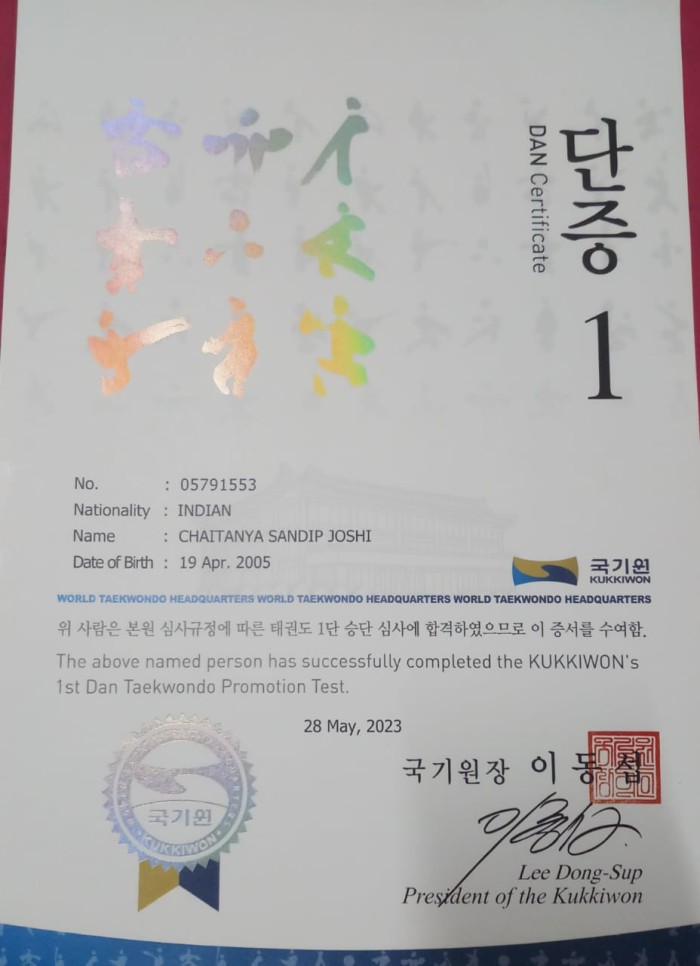 단증
DAN Certificate
1
No. : 05791553
Nationality : INDIAN
Name : CHAITANYA SANDIP JOSHI
Date of Birth : 19 Apr. 2005
국기원
KUKKIWON
WORLD TAEKWONDO HEADQUARTERS WORLD TAEKWONDO HEADQUARTERS WORLD TAEKWONDO HEADQUARTERS
위 사람은 본원 심사규정에 따른 태권도 1단 승단 심사에 합격하였으므로 이 증서를 수여함.
The above named person has successfully completed the KUKKIWON's
1st Dan Taekwondo Promotion Test.
28 May, 2023
국기원장 이동섭
Lee Dong-Sup
President of the Kukkiwon
국기원
KUKKIWON